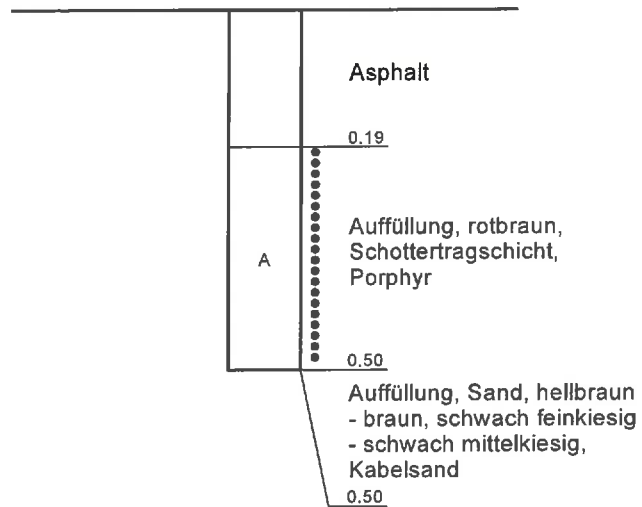 Asphalt
0.19
Auffüllung, rotbraun,
Schottertragschicht,
Porphyr
A
0.50
Auffüllung, Sand, hellbraun
- braun, schwach feinkiesig
- schwach mittelkiesig,
Kabelsand
0.50